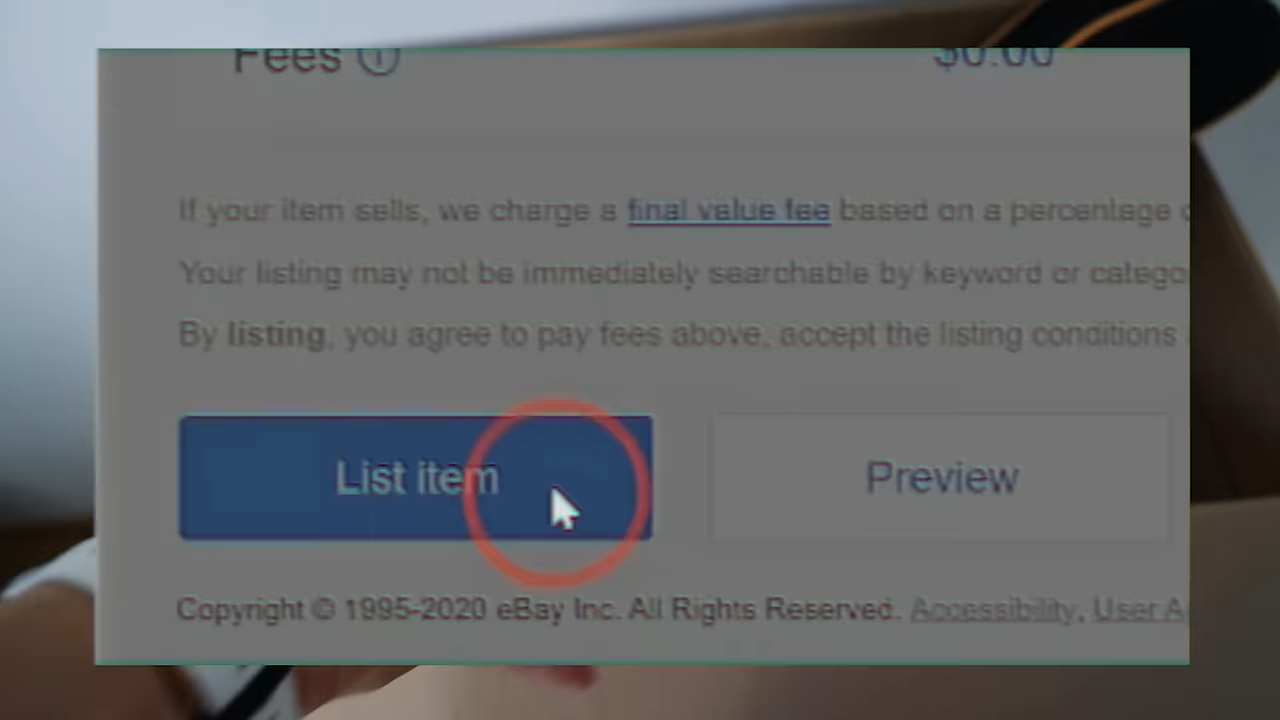 Fees
$0.00
If your item sells, we charge a final value fee based on a percentage
Your listing may not be immediately searchable by keyword or catego
By listing, you agree to pay fees above, accept the listing conditions
List item
Preview
Copyright © 1995-2020 eBay Inc. All Rights Reserved. Accessibility, User A